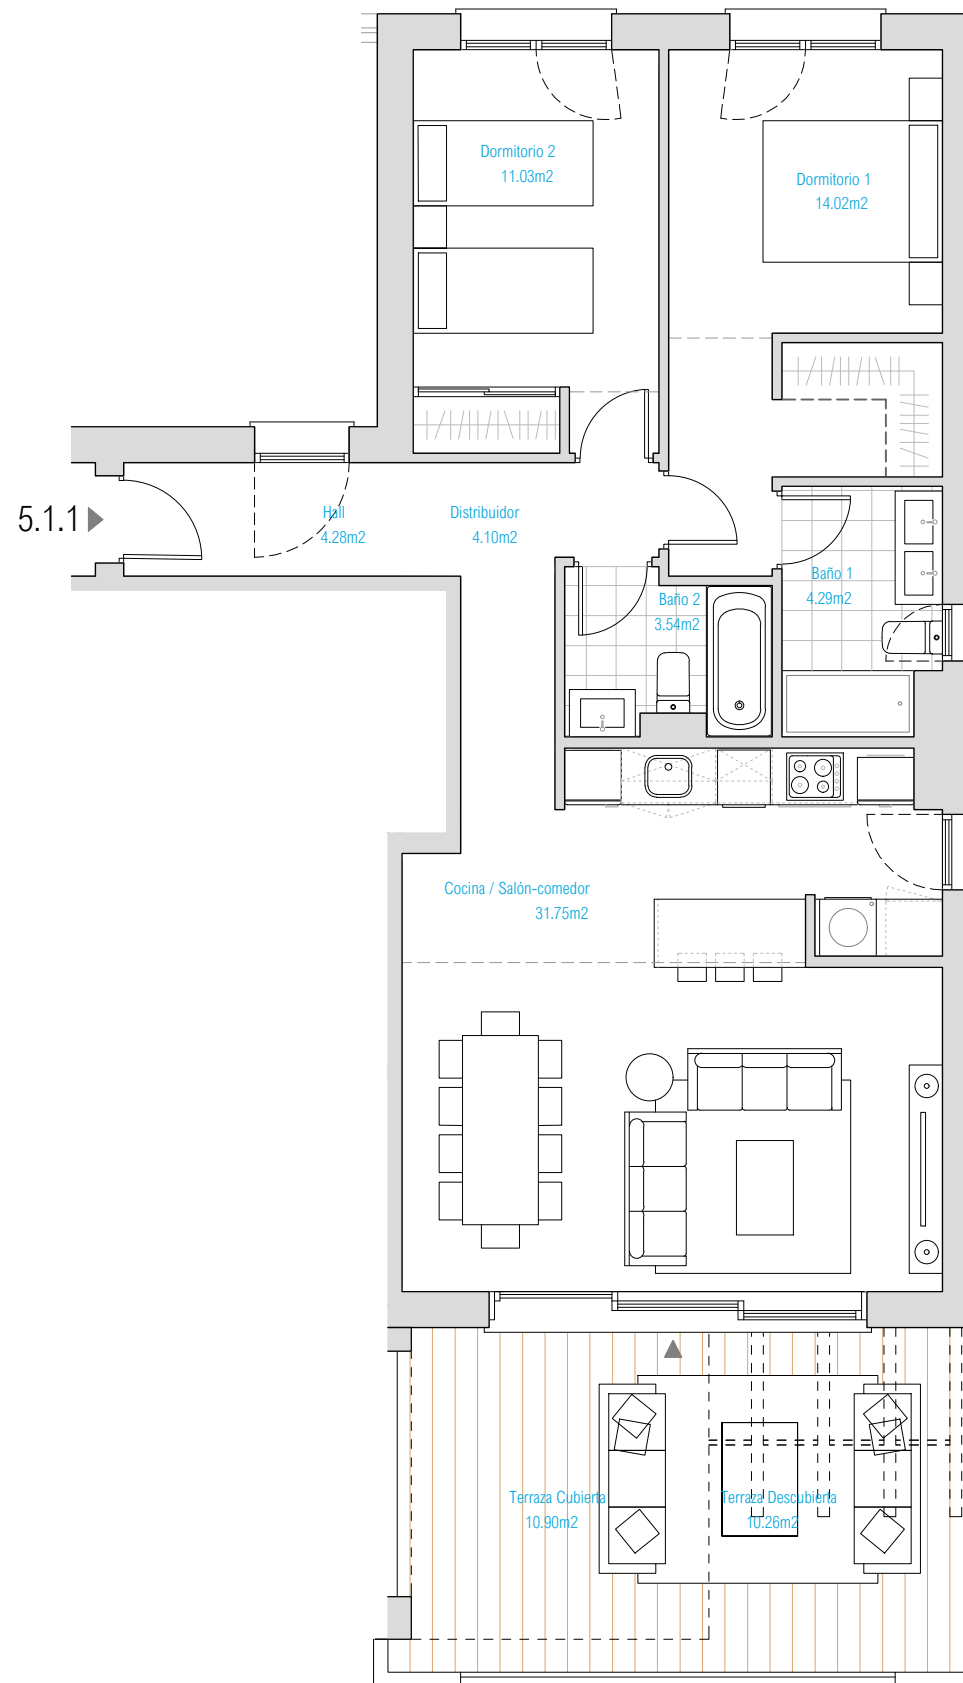 Dormitorio 2
11.03m2
Dormitorio 1
14.02m2
5.1.1
Hall
4.28m2
Distribuidor
4.10m2
Baño 1
4.29m2
Baño 2
3.54m2
Cocina / Salón-comedor
31.75m2
Terraza Cubierta
10.90m2
Terraza Descubierta
10.26m2